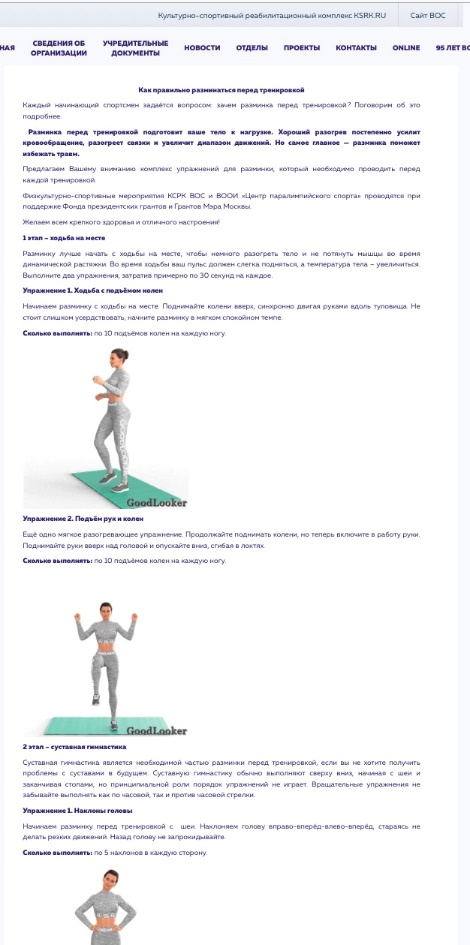 Культурно-спортивный реабилитационный комплекс KSRK.RU
Сайт ВОС
НАЯ
СВЕДЕНИЯ ОБ
ОРГАНИЗАЦИИ
УЧРЕДИТЕЛЬНЫЕ
ДОКУМЕНТЫ
НОВОСТИ
ОТДЕЛЫ
ПРОЕКТЫ
КОНТАКТЫ
ONLINE
95 ЛЕТ ВО
Как правильно разминаться перед тренировкой
Каждый начинающий спортсмен задаётся вопросом: зачем разминка перед тренировкой? Поговорим об это
подробнее.
Разминка перед тренировкой подготовит ваше тело к нагрузке. Хороший разогрев постепенно усилит
кровообращение, разогреет связки и увеличит диапазон движений. Но самое главное — разминка поможет
избежать травм.
Предлагаем Вашему вниманию комплекс упражнений для разминки, который необходимо проводить перед
каждой тренировкой.
Физкультурно-спортивные мероприятия КСРК ВОС и ВООИ «Центр паралимпийского спорта» проводятся при
поддержке Фонда президентских грантов и Грантов Мэра Москвы.
Желаем всем крепкого здоровья и отличного настроения!
1 этап – ходьба на месте
Разминку лучше начать с ходьбы на месте, чтобы немного разогреть тело и не потянуть мышцы во время
динамической растяжки. Во время ходьбы ваш пульс должен слегка подняться, а температура тела – увеличиться.
Выполните два упражнения, затратив примерно по 30 секунд на каждое.
Упражнение 1. Ходьба с подъёмом колен
Начинаем разминку с ходьбы на месте. Поднимайте колени вверх, синхронно двигая руками вдоль туловища. Не
стоит слишком усердствовать, начните разминку в мягком спокойном темпе.
Сколько выполнять: по 10 подъёмов колен на каждую ногу.
GoodLooker
Упражнение 2. Подъём рук и колен
Ещё одно мягкое разогревающее упражнение. Продолжайте поднимать колени, но теперь включите в работу руки.
Поднимайте руки вверх над головой и опускайте вниз, сгибая в локтях.
Сколько выполнять: по 10 подъёмов колен на каждую ногу.
GoodLooker
2 этап – суставная гимнастика
Суставная гимнастика является необходимой частью разминки перед тренировкой, если вы не хотите получить
проблемы с суставами в будущем. Суставную гимнастику обычно выполняют сверху вниз, начиная с шеи и
заканчивая стопами, но принципиальной роли порядок упражнений не играет. Вращательные упражнения не
забывайте выполнять как по часовой, так и против часовой стрелки.
Упражнение 1. Наклоны головы
Начинаем разминку перед тренировкой с шеи. Наклоняем голову вправо-вперёд-влево-вперёд, стараясь не
делать резких движений. Назад голову не запрокидывайте.
Сколько выполнять: по 5 наклонов в каждую сторону.